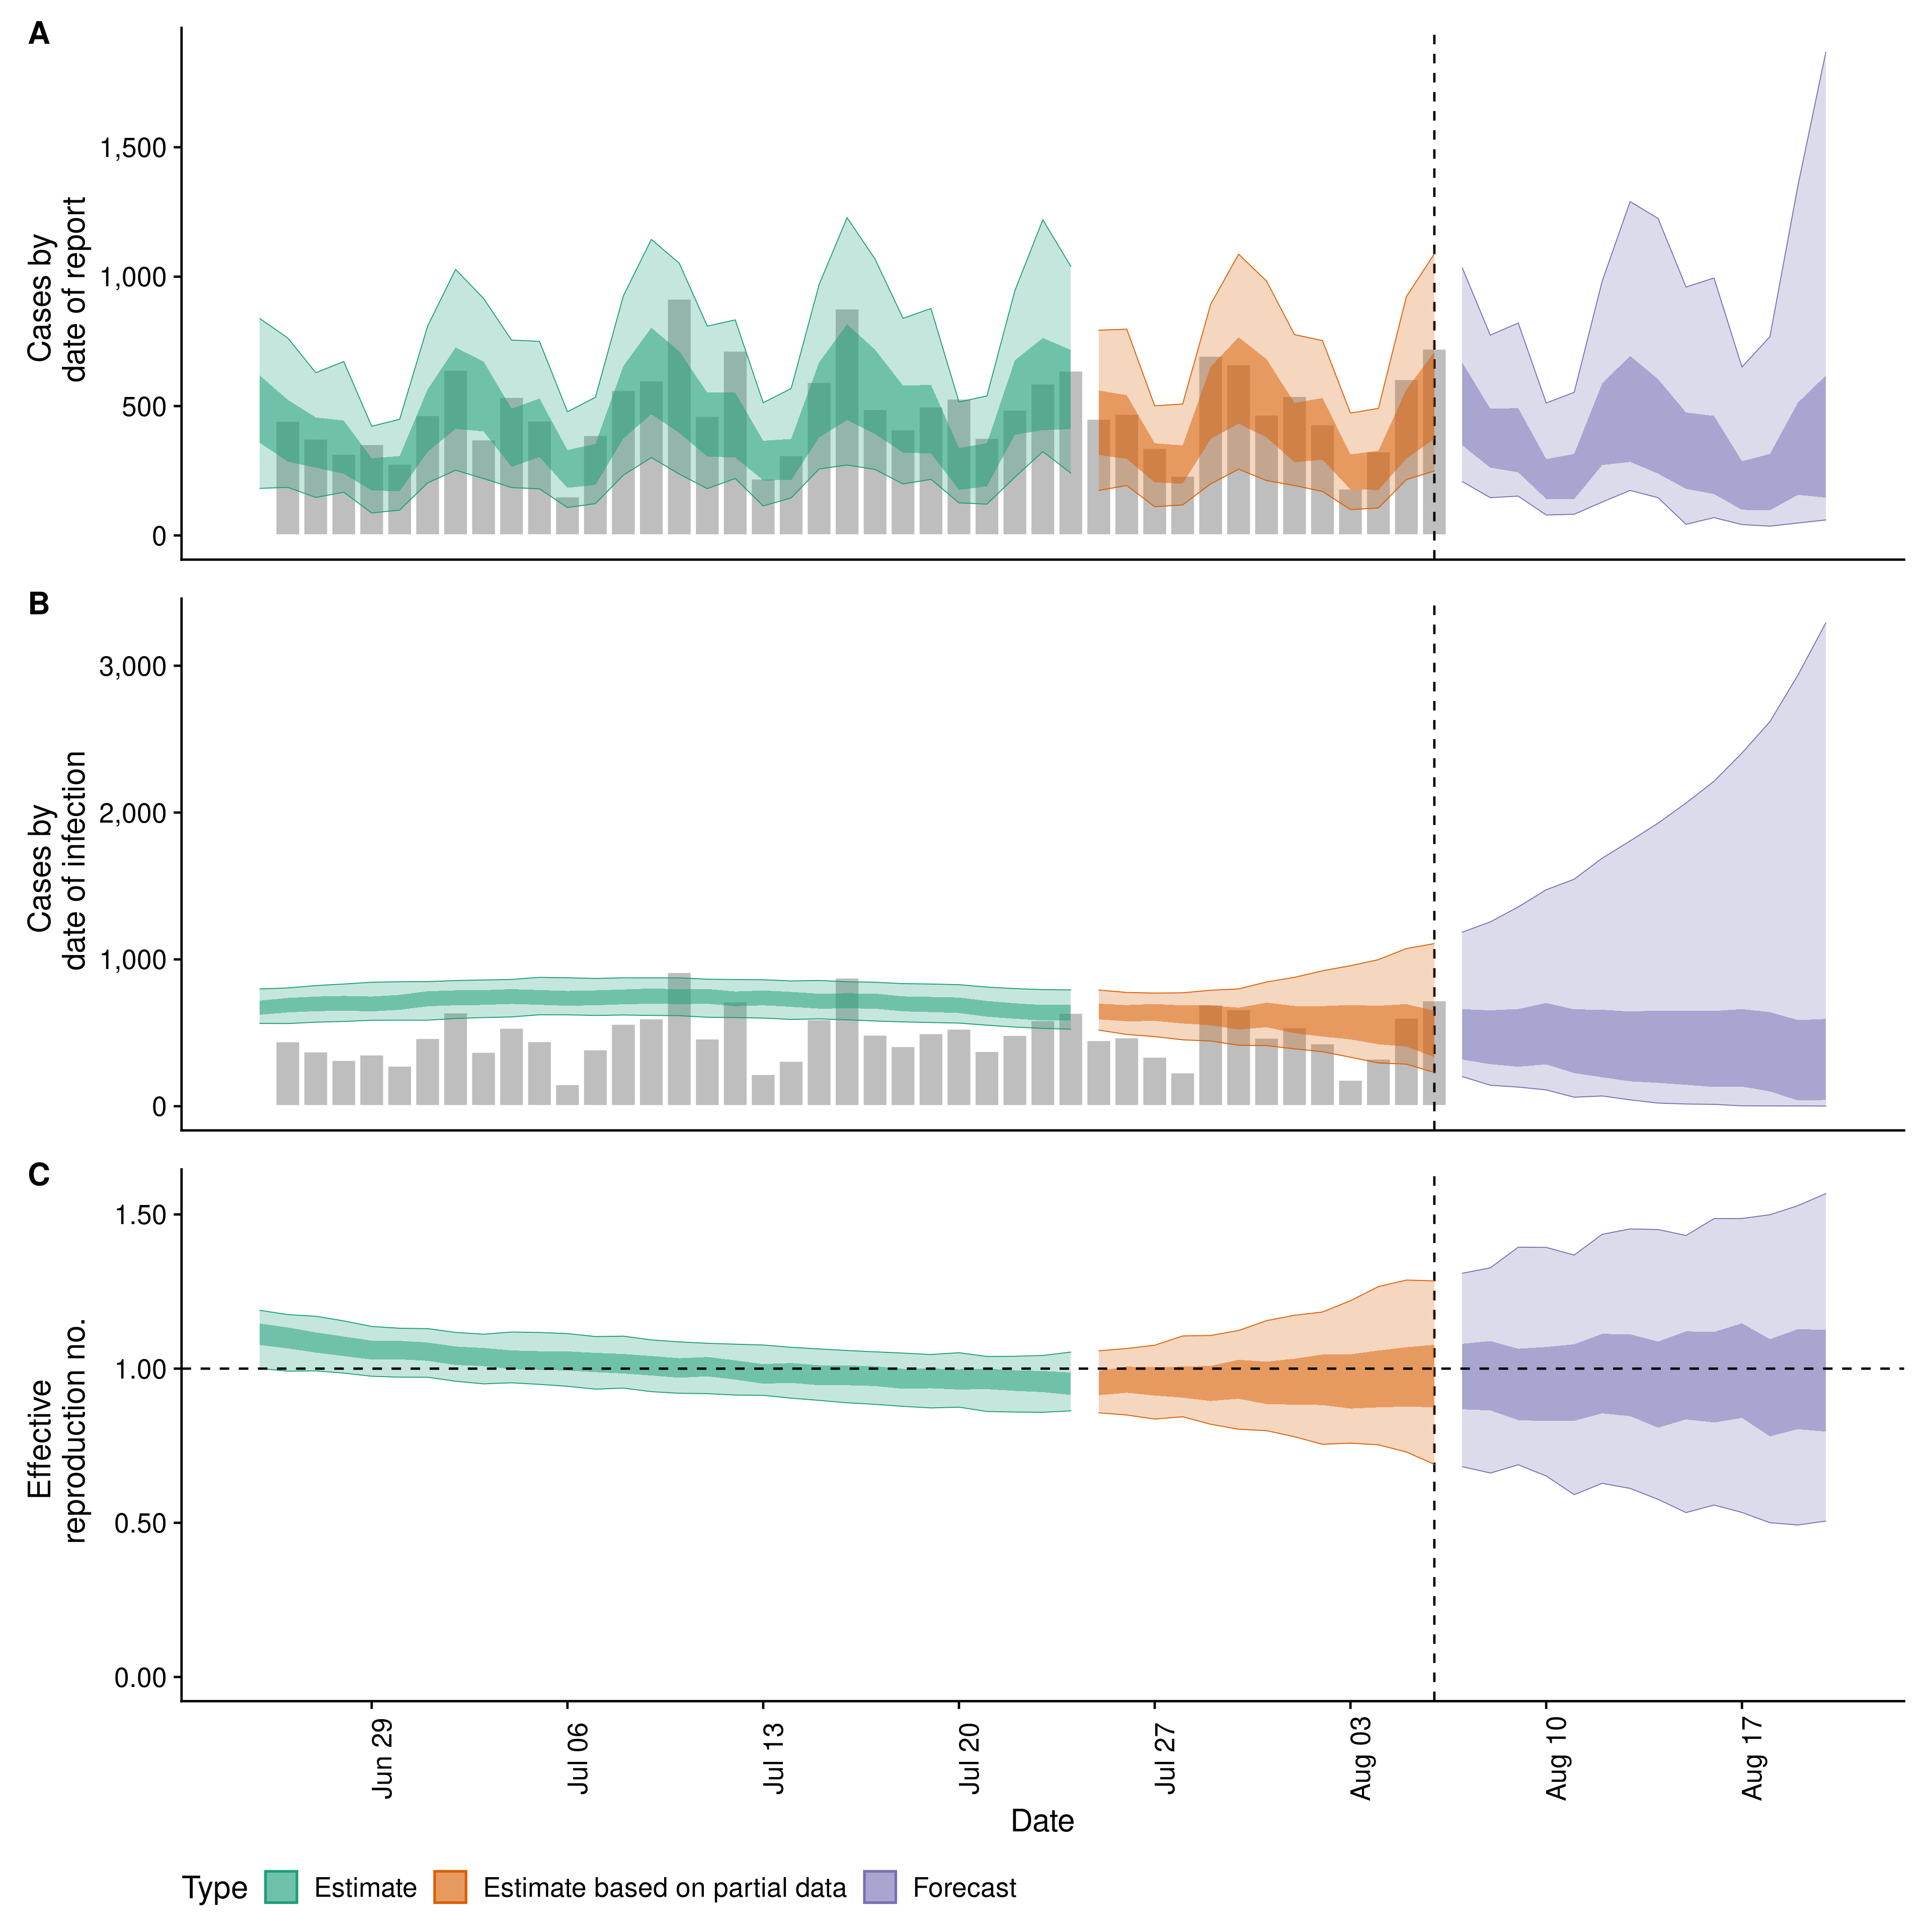 A
Cases by
date of report
1,500
1,000
500
0
B
Cases by
date of infection
3,000
2,000
1,000
0
C
Effective
reproduction no.
1.50
1.00
0.50
0.00
Jun 29
Jul 06
Jul 13
Jul 20
Jul 27
Aug 03
Aug 10
Aug 17
Date
Type Estimate Estimate based on partial data Forecast